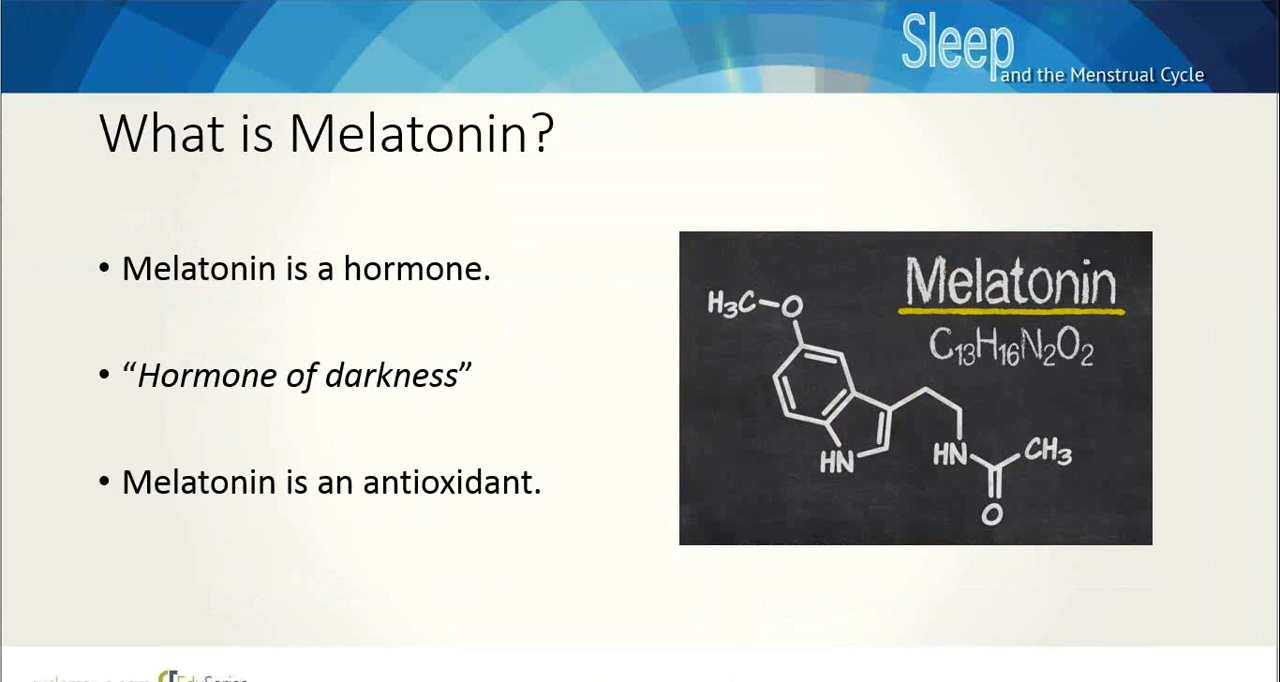 Sleep
and the Menstrual Cycle
What is Melatonin?
• Melatonin is a hormone.
• “Hormone of darkness”
• Melatonin is an antioxidant.
Melatonin
C13H16N2O2
H3C
O
HN
HN
CH3
O